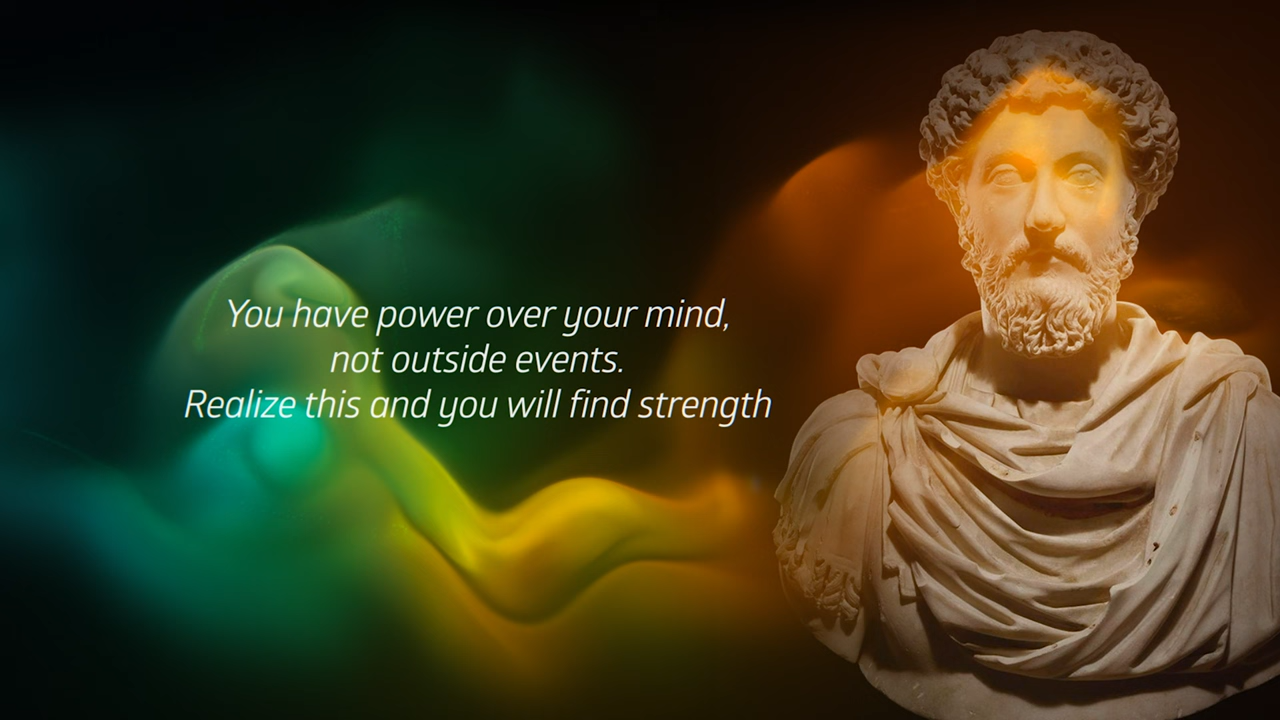 You have power over your mind,
not outside events.
Realize this and you will find strength